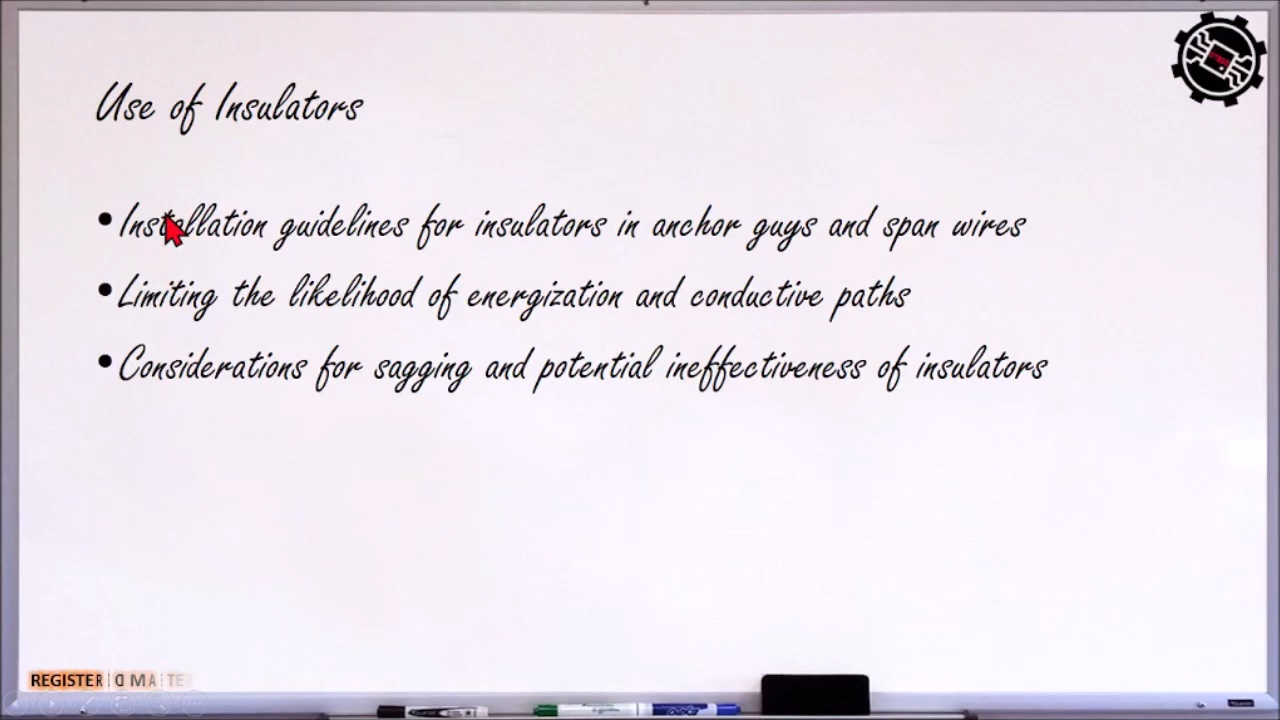 Use of Insulators
• Installation guidelines for insulators in anchor guys and span wires
• Limiting the likelihood of energization and conductive paths
• Considerations for sagging and potential ineffectiveness of insulators